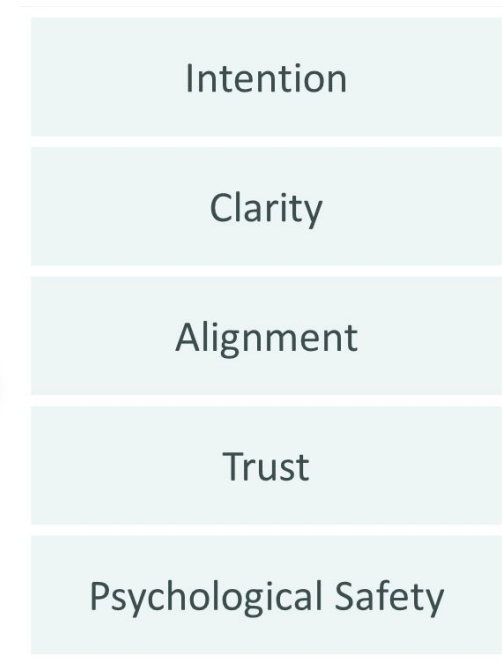 Intention
Clarity
Alignment
Trust
Psychological Safety